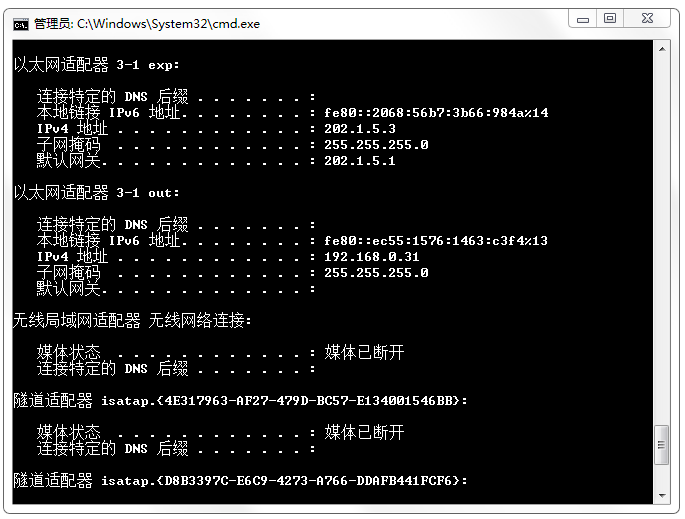 管理员: C:\Windows\System32\cmd.exe
以太网适配器 3-1 exp:
连接特定的 DNS 后缀 . . . . . . . :
本地链接 IPv6 地址. . . . . . . . : fe80::2068:56b7:3b66:984a%14
IPv4 地址 . . . . . . . . . . . . : 202.1.5.3
子网掩码  . . . . . . . . . . . . : 255.255.255.0
默认网关. . . . . . . . . . . . . : 202.1.5.1
以太网适配器 3-1 out:
连接特定的 DNS 后缀 . . . . . . . :
本地链接 IPv6 地址. . . . . . . . : fe80::ec55:1576:1463:c3f4%13
IPv4 地址 . . . . . . . . . . . . : 192.168.0.31
子网掩码  . . . . . . . . . . . . : 255.255.255.0
默认网关. . . . . . . . . . . . . :
无线局域网适配器 无线网络连接:
媒体状态  . . . . . . . . . . . . : 媒体已断开
连接特定的 DNS 后缀 . . . . . . . :
隧道适配器 isatap.{4E317963-AF27-479D-BC57-E134001546BB}:
媒体状态  . . . . . . . . . . . . : 媒体已断开
连接特定的 DNS 后缀 . . . . . . . :
隧道适配器 isatap.{D8B3397C-E6C9-4273-A766-DDAFB441FCF6}: